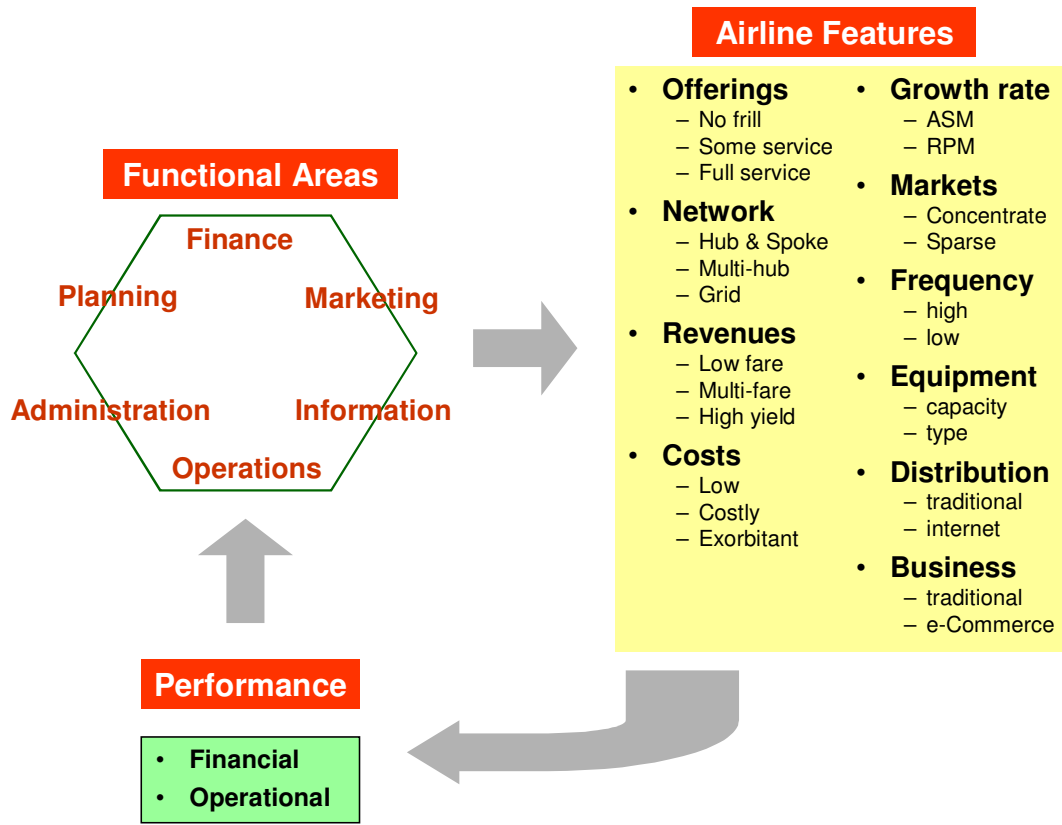 Airline Features
• Offerings
– No frill
– Some service
– Full service
• Network
– Hub & Spoke
– Multi-hub
– Grid
• Revenues
– Low fare
– Multi-fare
– High yield
• Costs
– Low
– Costly
– Exorbitant
• Growth rate
– ASM
– RPM
• Markets
– Concentrate
– Sparse
• Frequency
– high
– low
• Equipment
– capacity
– type
• Distribution
– traditional
– internet
• Business
– traditional
– e-Commerce
Functional Areas
Finance
Planning
Marketing
Administration
Information
Operations
Performance
• Financial
• Operational